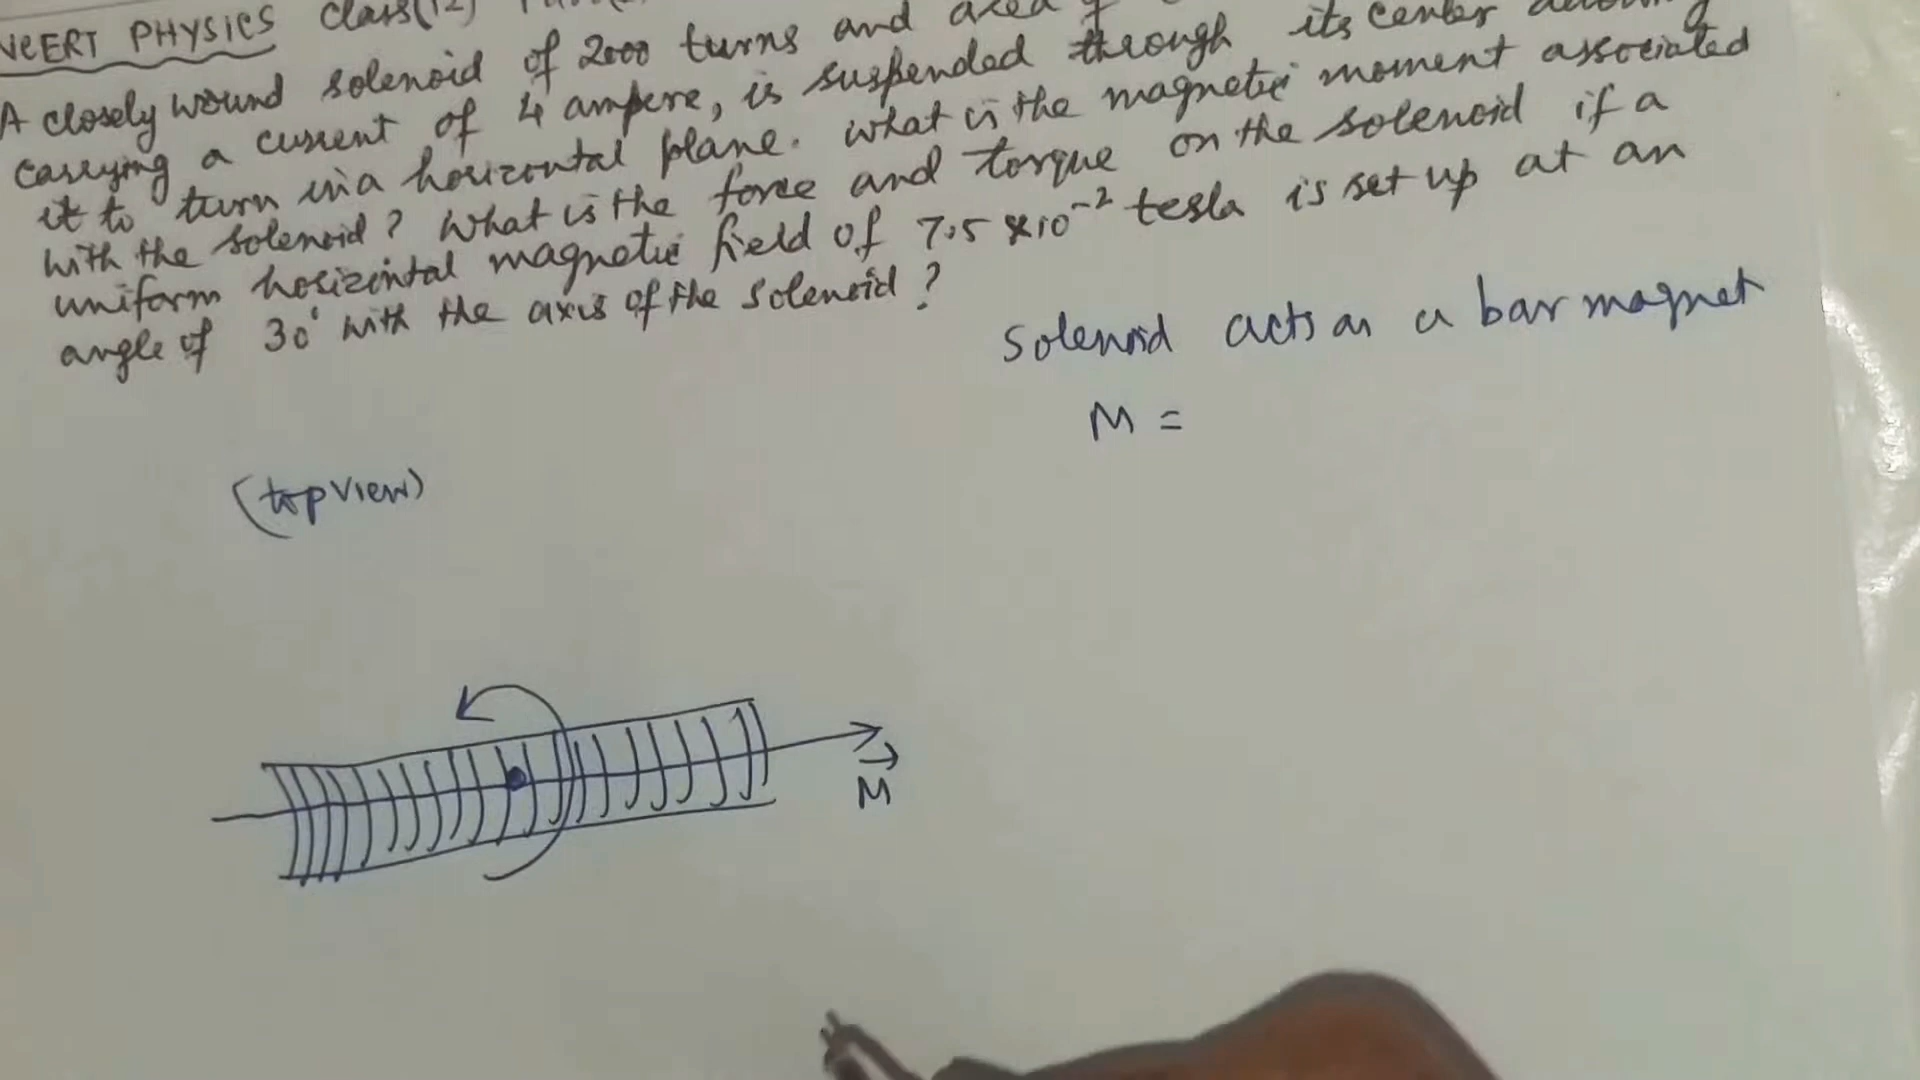 NCERT PHYSICS Class(12)
A closely wound solenoid of 2000 turns and area of
carrying a current of 4 ampere, is suspended through its center allowing
it to turn in a horizontal plane. What is the magnetic moment associated
with the solenoid? What is the force and torque on the solenoid if a
uniform horizontal magnetic field of 7.5 × 10⁻² tesla is set up at an
angle of 30° with the axis of the solenoid?
Solenoid acts as a bar magnet
M =
(top view)
M